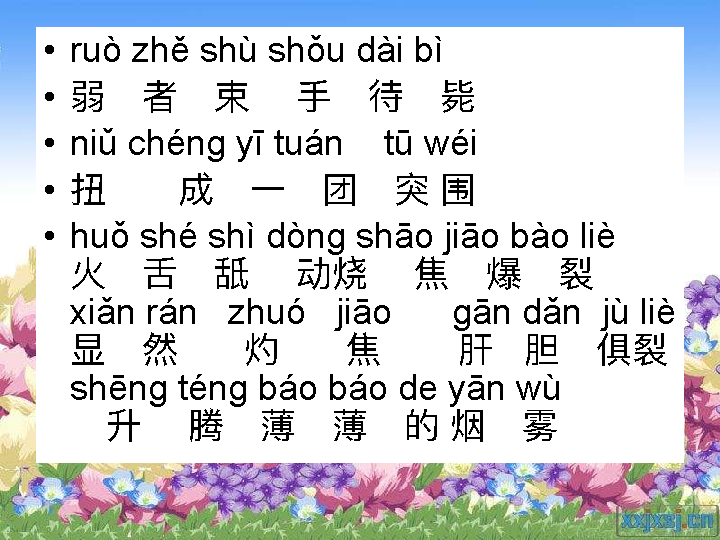 • ruò zhě shù shǒu dài bì
• 弱 者 束 手 待 毙
• niǔ chéng yī tuán tū wéi
• 扭 成 一 团 突 围
• huǒ shé shì dòng shāo jiāo bào liè
火 舌 舐 动烧 焦 爆 裂
xiǎn rán zhuó jiāo gān dǎn jù liè
显 然 灼 焦 肝 胆 俱裂
shēng téng báo báo de yān wù
升 腾 薄 薄 的 烟 雾
xxjxsj.cn